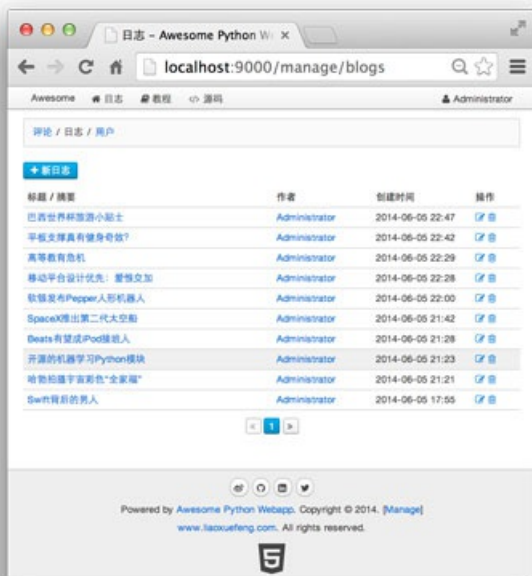 日志 - Awesome Python W
localhost:9000/manage/blogs
Awesome 日志 教程 源码 Administrator
评论 / 日志 / 用户
新日志
标题 / 摘要 作者 创建时间 操作
巴西世界杯旅游小贴士 Administrator 2014-06-05 22:47
平板支撑真有健身奇效? Administrator 2014-06-05 22:42
高等教育危机 Administrator 2014-06-05 22:29
移动平台设计优先：爱恨交加 Administrator 2014-06-05 22:28
软银发布Pepper人形机器人 Administrator 2014-06-05 22:00
SpaceX推出第二代太空船 Administrator 2014-06-05 21:42
Beats有望成iPod接班人 Administrator 2014-06-05 21:28
开源的机器学习Python模块 Administrator 2014-06-05 21:23
哈勃拍摄宇宙彩色"全家福" Administrator 2014-06-05 21:21
Swift背后的男人 Administrator 2014-06-05 17:55
« 1 »
Powered by Awesome Python Webapp. Copyright © 2014. [Manage]
www.liaoxuefeng.com. All rights reserved.
5